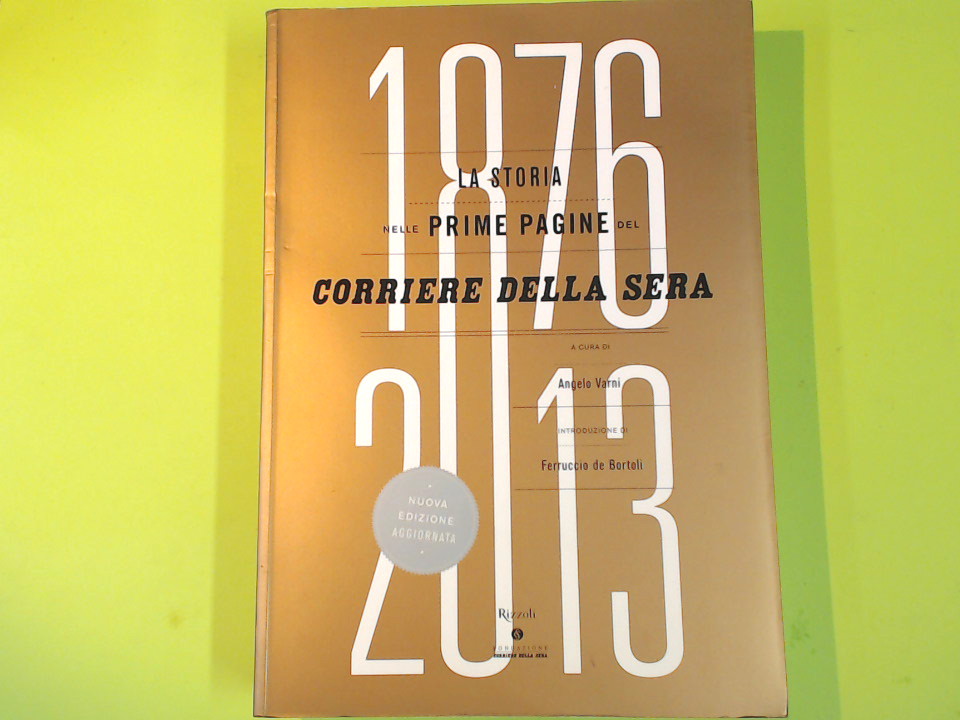 1876
LA STORIA
NELLE PRIME PAGINE DEL
CORRIERE DELLA SERA
A CURA DI
Angelo Varni
INTRODUZIONE DI
Ferruccio de Bortoli
2013
NUOVA
EDIZIONE
AGGIORNATA
Rizzoli
FONDAZIONE
CORRIERE DELLA SERA